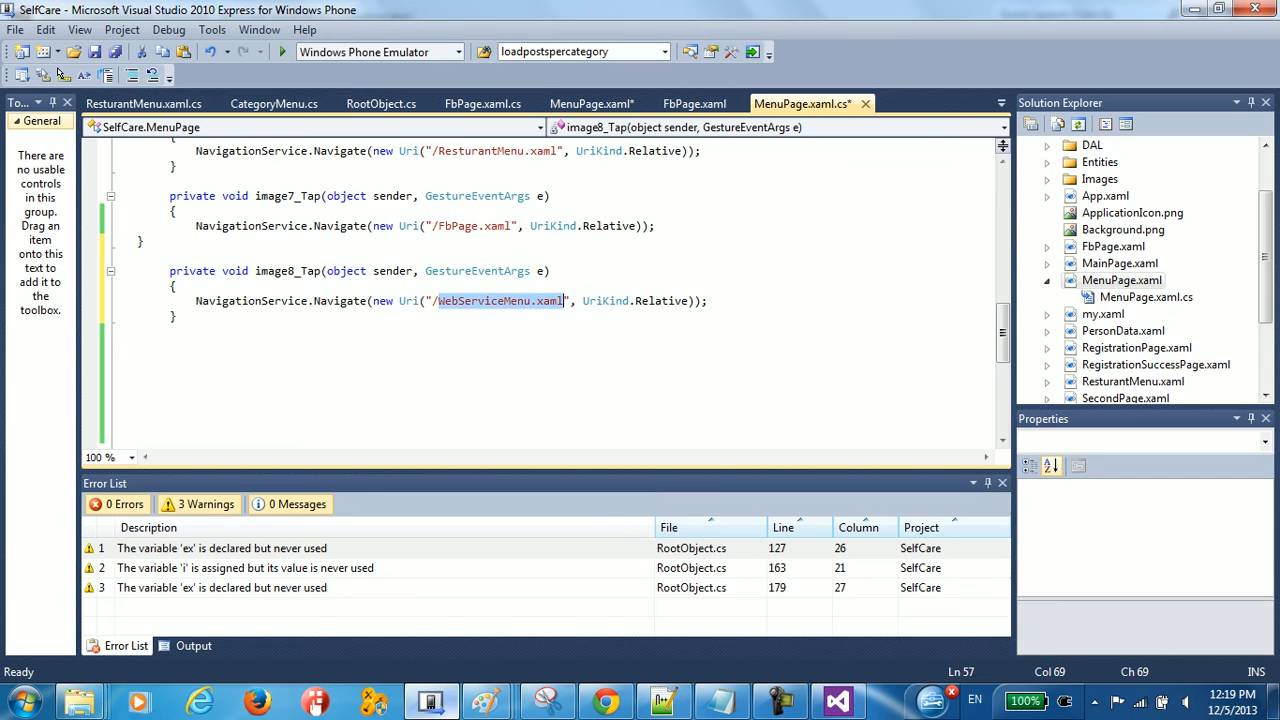 SelfCare - Microsoft Visual Studio 2010 Express for Windows Phone
File Edit View Project Debug Tools Window Help
Windows Phone Emulator loadpostspercategory
To... ResturantMenu.xaml.cs CategoryMenu.cs RootObject.cs FbPage.xaml.cs MenuPage.xaml* FbPage.xaml MenuPage.xaml.cs* Solution Explorer
General
SelfCare.MenuPage image8_Tap(object sender, GestureEventArgs e)
There are
no usable
controls
in this
group.
Drag an
item
onto this
text to
add it to
the
toolbox.
{
NavigationService.Navigate(new Uri("/ResturantMenu.xaml", UriKind.Relative));
}
private void image7_Tap(object sender, GestureEventArgs e)
{
NavigationService.Navigate(new Uri("/FbPage.xaml", UriKind.Relative));
}
private void image8_Tap(object sender, GestureEventArgs e)
{
NavigationService.Navigate(new Uri("/WebServiceMenu.xaml", UriKind.Relative));
}
100 %
DAL
Entities
Images
App.xaml
ApplicationIcon.png
Background.png
FbPage.xaml
MainPage.xaml
MenuPage.xaml
MenuPage.xaml.cs
my.xaml
PersonData.xaml
RegistrationPage.xaml
RegistrationSuccessPage.xaml
ResturantMenu.xaml
SecondPage.xaml
Properties
Error List
0 Errors 3 Warnings 0 Messages
Description File Line Column Project
1 The variable 'ex' is declared but never used RootObject.cs 127 26 SelfCare
2 The variable 'i' is assigned but its value is never used RootObject.cs 163 21 SelfCare
3 The variable 'ex' is declared but never used RootObject.cs 179 27 SelfCare
Error List Output
Ready Ln 57 Col 69 Ch 69 INS
EN 100% 12:19 PM
12/5/2013